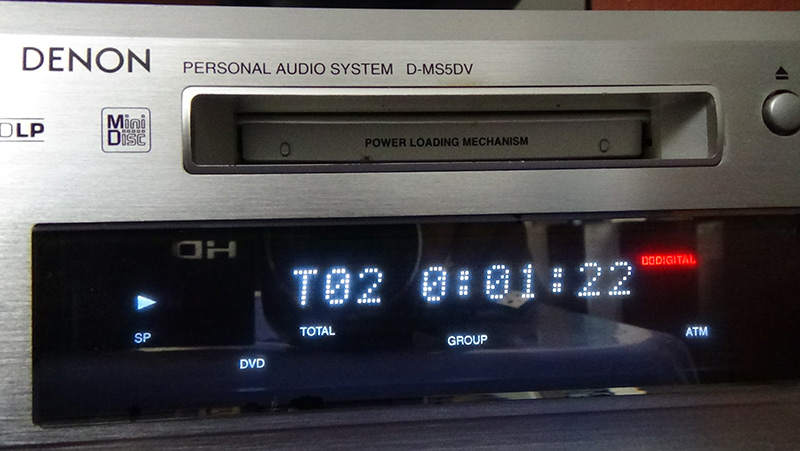 DENON
PERSONAL AUDIO SYSTEM D-MS5DV
DLP
Mini
Disc
POWER LOADING MECHANISM
T02 0:01:22
DIGITAL
SP
TOTAL
GROUP
ATM
DVD